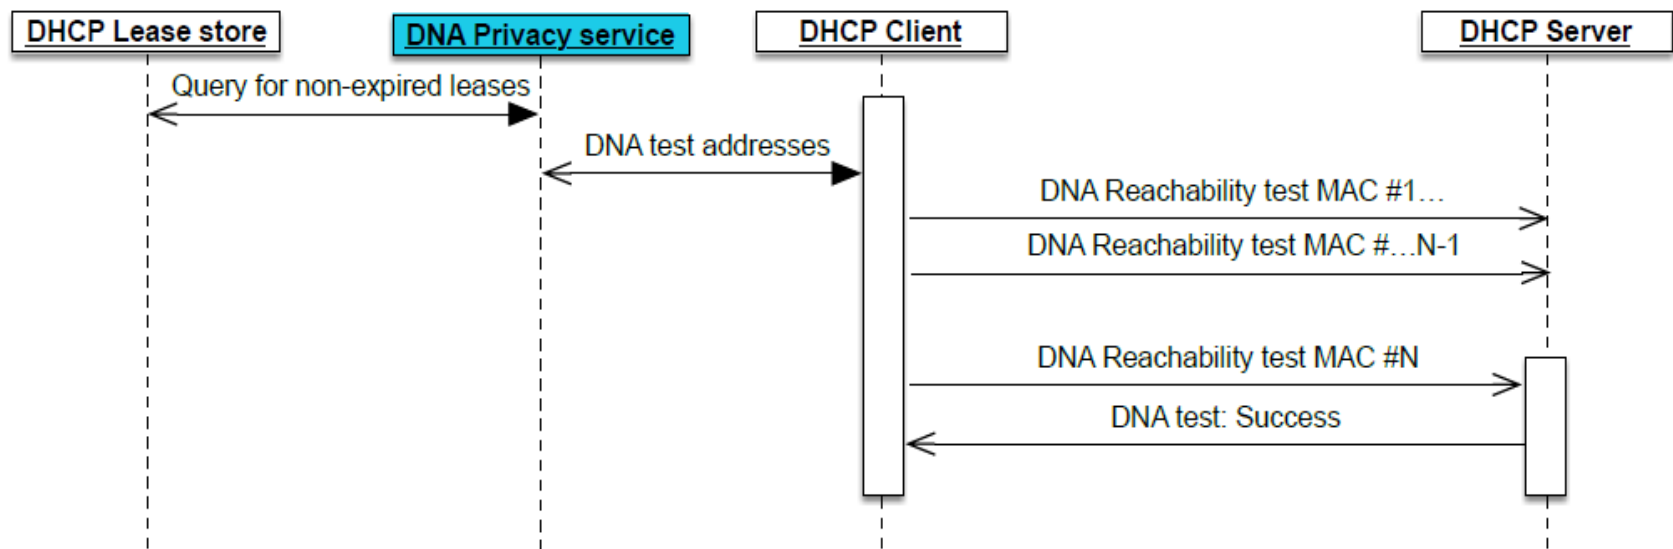 DHCP Lease store
DNA Privacy service
DHCP Client
DHCP Server
Query for non-expired leases
DNA test addresses
DNA Reachability test MAC #1…
DNA Reachability test MAC #…N-1
DNA Reachability test MAC #N
DNA test: Success